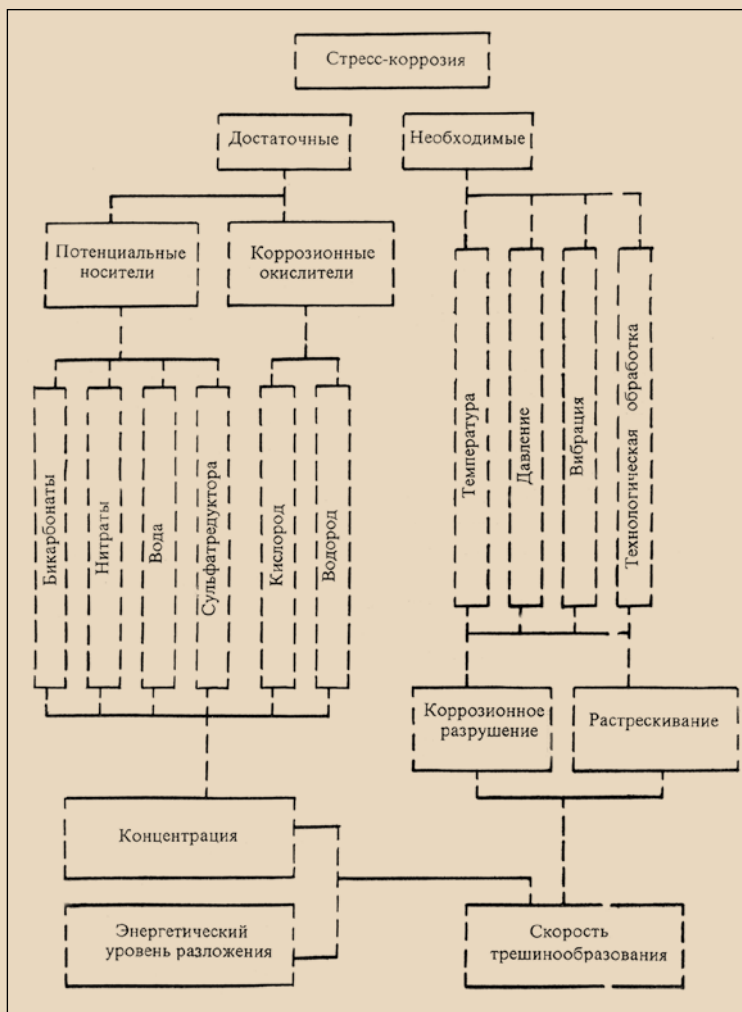 Стресс-коррозия
Достаточные
Необходимые
Потенциальные
носители
Коррозионные
окислители
Бикарбонаты
Нитраты
Вода
Сульфатредуктора
Кислород
Водород
Температура
Давление
Вибрация
Технологическая обработка
Коррозионное
разрушение
Растрескивание
Концентрация
Энергетический
уровень разложения
Скорость
трешинообразования